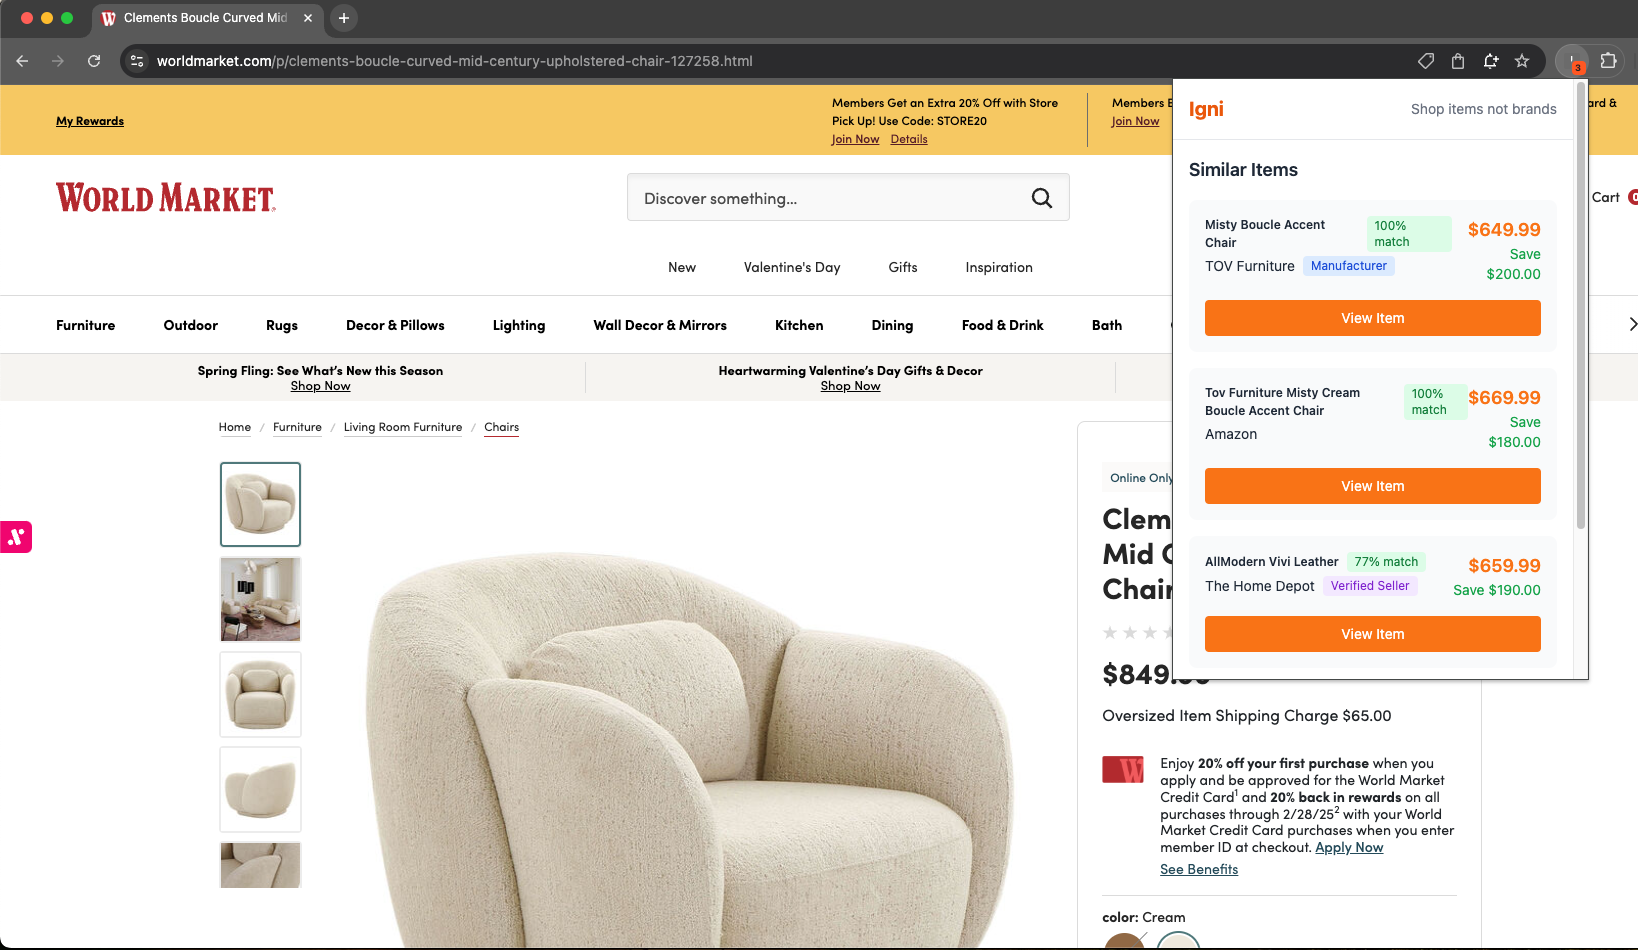 Clements Boucle Curved Mid
worldmarket.com/p/clements-boucle-curved-mid-century-upholstered-chair-127258.html
3
My Rewards
Members Get an Extra 20% Off with Store
Pick Up! Use Code: STORE20
Join Now Details
Members
Join Now
ard &
WORLD MARKET
Discover something...
Cart
New Valentine's Day Gifts Inspiration
Furniture Outdoor Rugs Decor & Pillows Lighting Wall Decor & Mirrors Kitchen Dining Food & Drink Bath
Spring Fling: See What's New this Season
Shop Now
Heartwarming Valentine's Day Gifts & Decor
Shop Now
Home / Furniture / Living Room Furniture / Chairs
Online Only
Clem
Mid C
Chair
$849.
Oversized Item Shipping Charge $65.00
Enjoy 20% off your first purchase when you
apply and be approved for the World Market
Credit Card1 and 20% back in rewards on all
purchases through 2/28/252 with your World
Market Credit Card purchases when you enter
member ID at checkout. Apply Now
See Benefits
color: Cream
Igni
Shop items not brands
Similar Items
Misty Boucle Accent
Chair
100%
match
$649.99
TOV Furniture Manufacturer
Save
$200.00
View Item
Tov Furniture Misty Cream
Boucle Accent Chair
100%
match
$669.99
Amazon
Save
$180.00
View Item
AllModern Vivi Leather 77% match
$659.99
The Home Depot Verified Seller
Save $190.00
View Item